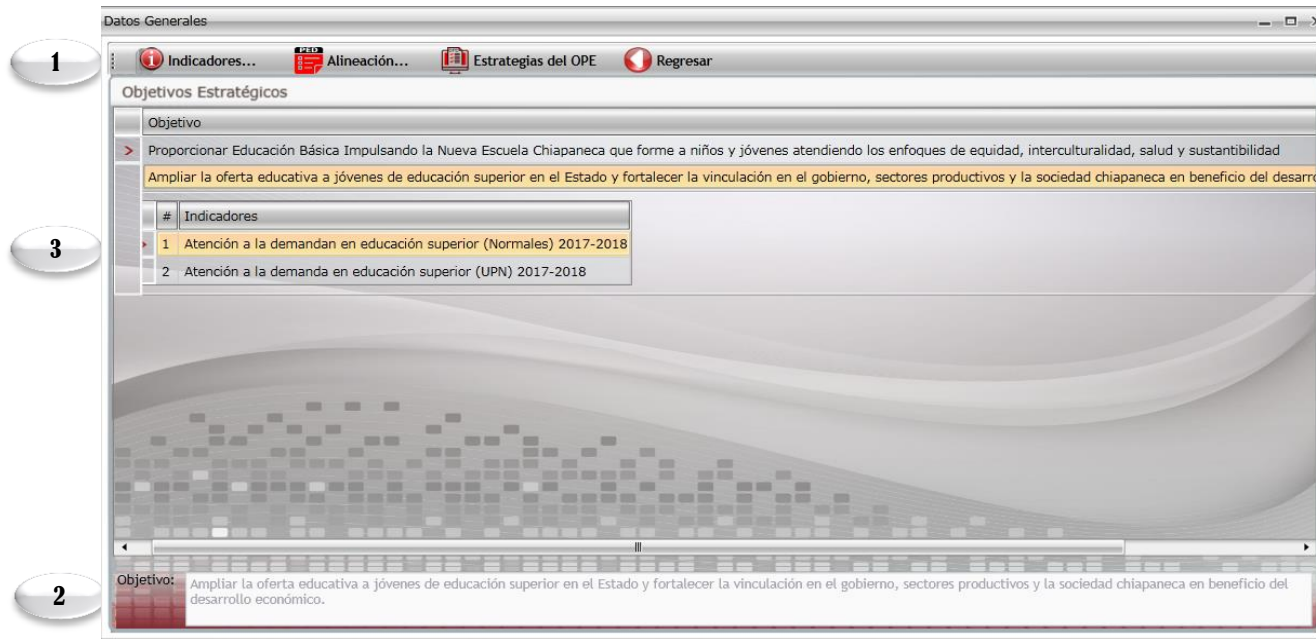 Datos Generales
1
Indicadores... PED Alineación... Estrategias del OPE Regresar
Objetivos Estratégicos
Objetivo
Proporcionar Educación Básica Impulsando la Nueva Escuela Chiapaneca que forme a niños y jóvenes atendiendo los enfoques de equidad, interculturalidad, salud y sustantibilidad
Ampliar la oferta educativa a jóvenes de educación superior en el Estado y fortalecer la vinculación en el gobierno, sectores productivos y la sociedad chiapaneca en beneficio del desarro
# Indicadores
3
1 Atención a la demandan en educación superior (Normales) 2017-2018
2 Atención a la demanda en educación superior (UPN) 2017-2018
2
Objetivo: Ampliar la oferta educativa a jóvenes de educación superior en el Estado y fortalecer la vinculación en el gobierno, sectores productivos y la sociedad chiapaneca en beneficio del
desarrollo económico.